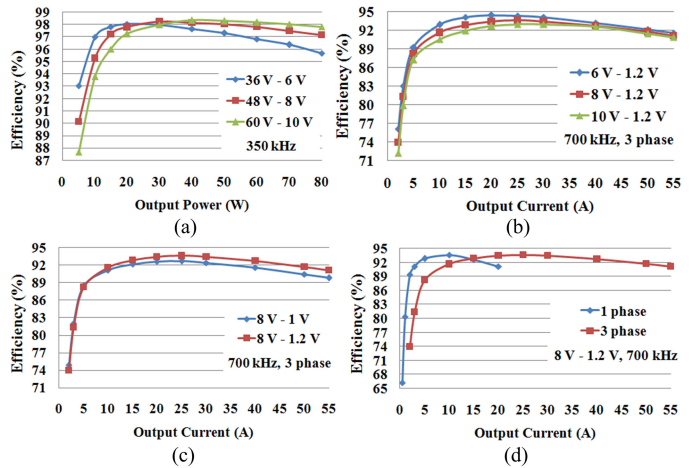 Efficiency (%)
99
98
97
96
95
94
93
92
91
90
89
88
87
36 V - 6 V
48 V - 8 V
60 V - 10 V
350 kHz
0 10 20 30 40 50 60 70 80
Output Power (W)
(a)
Efficiency (%)
95
92
89
86
83
80
77
74
71
6 V - 1.2 V
8 V - 1.2 V
10 V - 1.2 V
700 kHz, 3 phase
0 5 10 15 20 25 30 35 40 45 50 55
Output Current (A)
(b)
Efficiency (%)
95
92
89
86
83
80
77
74
71
8 V - 1 V
8 V - 1.2 V
700 kHz, 3 phase
0 5 10 15 20 25 30 35 40 45 50 55
Output Current (A)
(c)
Efficiency (%)
95
92
89
86
83
80
77
74
71
68
65
1 phase
3 phase
8 V - 1.2 V, 700 kHz
0 5 10 15 20 25 30 35 40 45 50 55
Output Current (A)
(d)